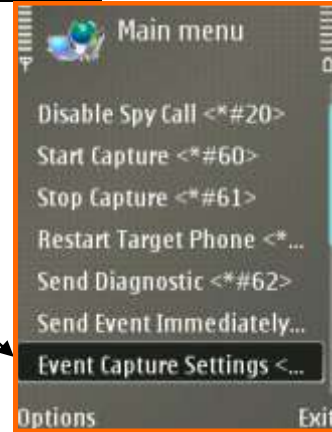 Main menu
Disable Spy Call <*#20>
Start Capture <*#60>
Stop Capture <*#61>
Restart Target Phone <*...
Send Diagnostic <*#62>
Send Event Immediately...
Event Capture Settings <...
Options Exit